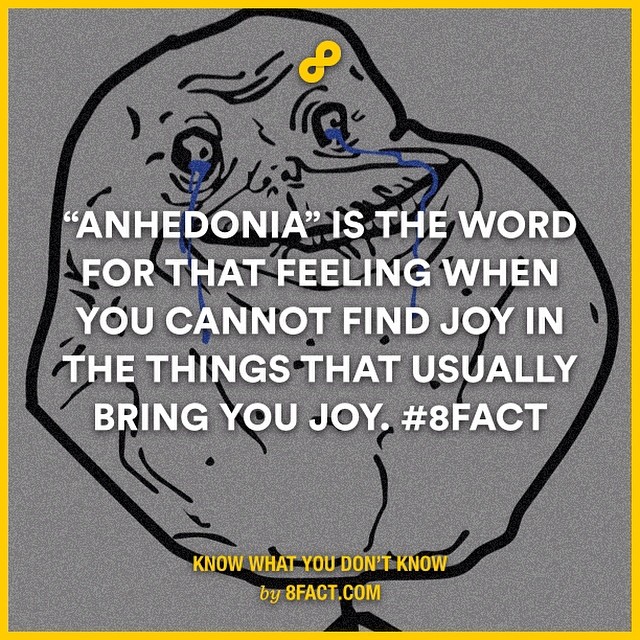 “ANHEDONIA” IS THE WORD
FOR THAT FEELING WHEN
YOU CANNOT FIND JOY IN
THE THINGS THAT USUALLY
BRING YOU JOY. #8FACT
KNOW WHAT YOU DON'T KNOW
by 8FACT.COM